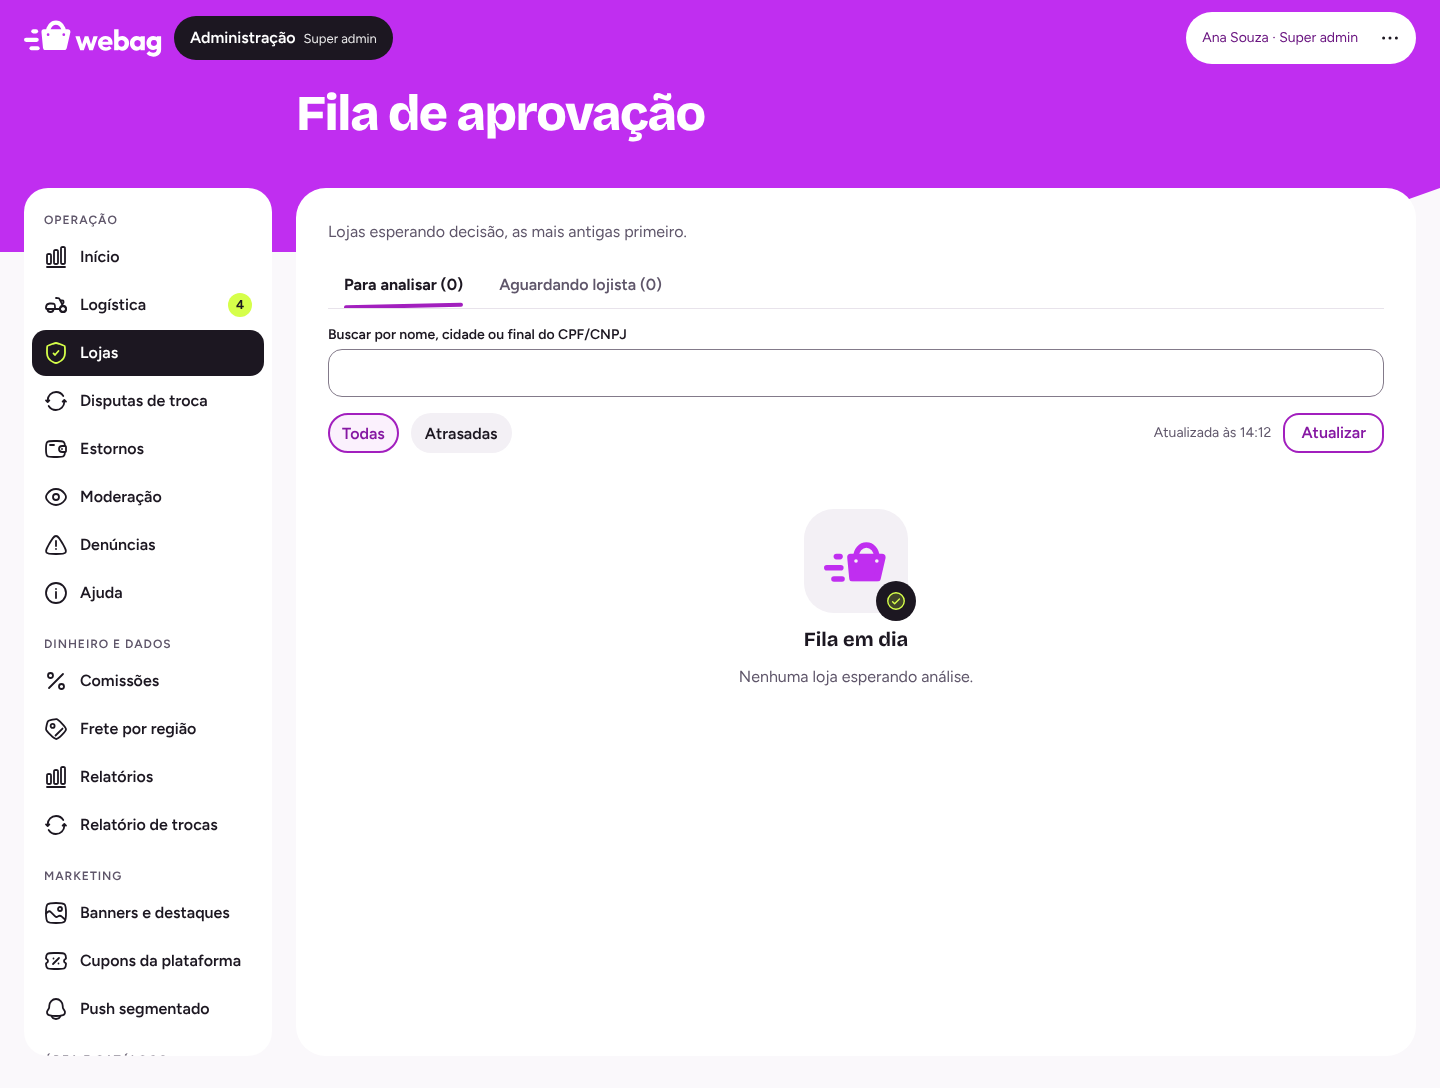 webag
Administração Super admin
Ana Souza · Super admin
Fila de aprovação
OPERAÇÃO
Início
Logística 4
Lojas
Disputas de troca
Estornos
Moderação
Denúncias
Ajuda
DINHEIRO E DADOS
Comissões
Frete por região
Relatórios
Relatório de trocas
MARKETING
Banners e destaques
Cupons da plataforma
Push segmentado
Lojas esperando decisão, as mais antigas primeiro.
Para analisar (0) Aguardando lojista (0)
Buscar por nome, cidade ou final do CPF/CNPJ
Todas Atrasadas Atualizada às 14:12 Atualizar
Fila em dia
Nenhuma loja esperando análise.